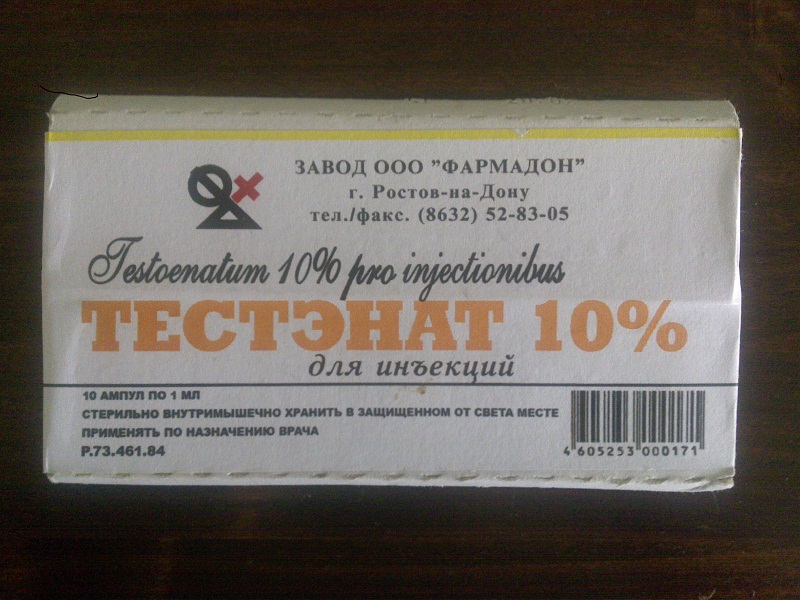 ЗАВОД ООО "ФАРМАДОН"
г. Ростов-на-Дону
тел./факс. (8632) 52-83-05
Testoenatum 10% pro injectionibus
ТЕСТЭНАТ 10%
для инъекций
10 АМПУЛ ПО 1 МЛ
СТЕРИЛЬНО ВНУТРИМЫШЕЧНО ХРАНИТЬ В ЗАЩИЩЕННОМ ОТ СВЕТА МЕСТЕ
ПРИМЕНЯТЬ ПО НАЗНАЧЕНИЮ ВРАЧА
Р.73.461.84
4 605253 000171